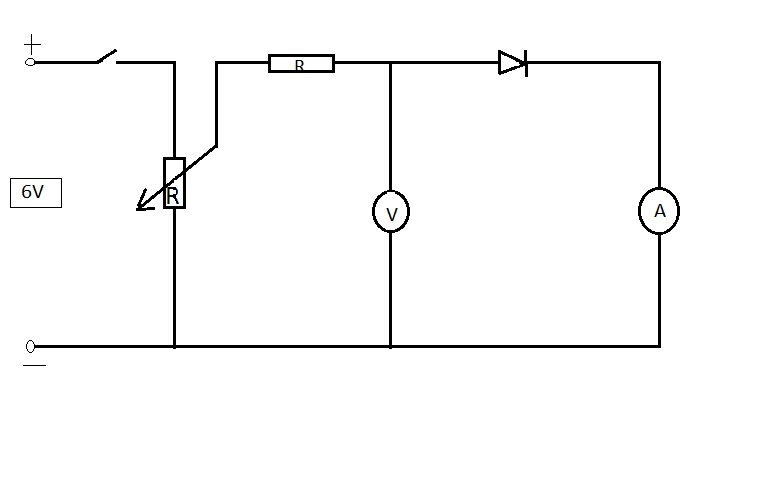 +
R
6V
R
V
A
—